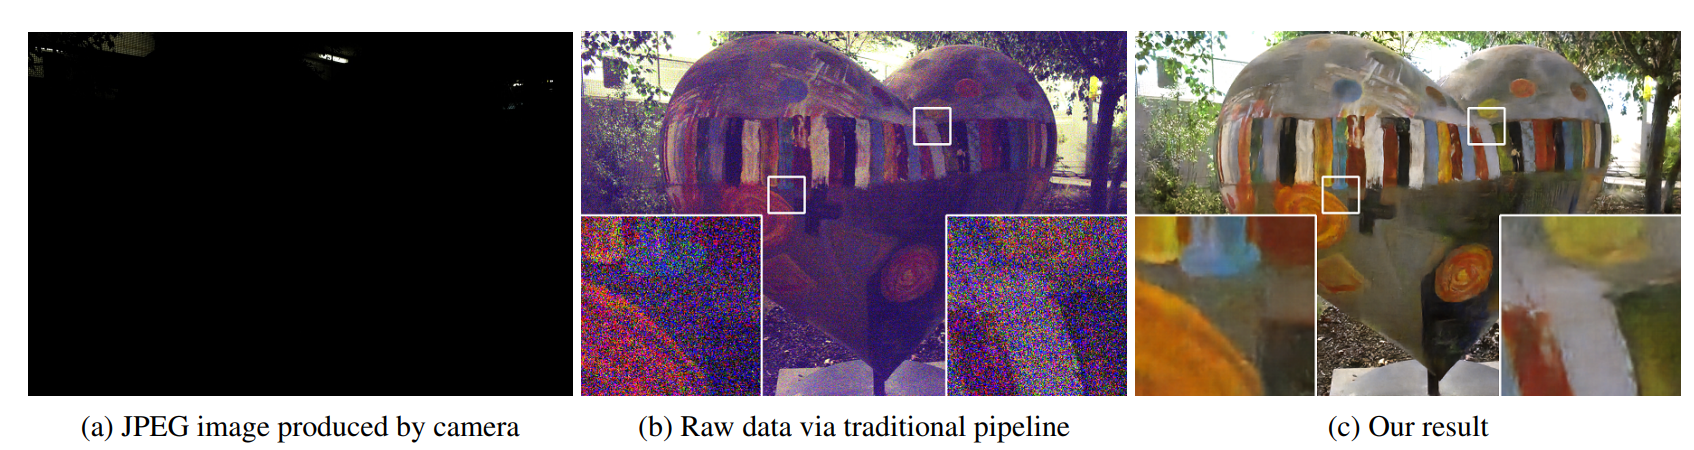 (a) JPEG image produced by camera
(b) Raw data via traditional pipeline
(c) Our result